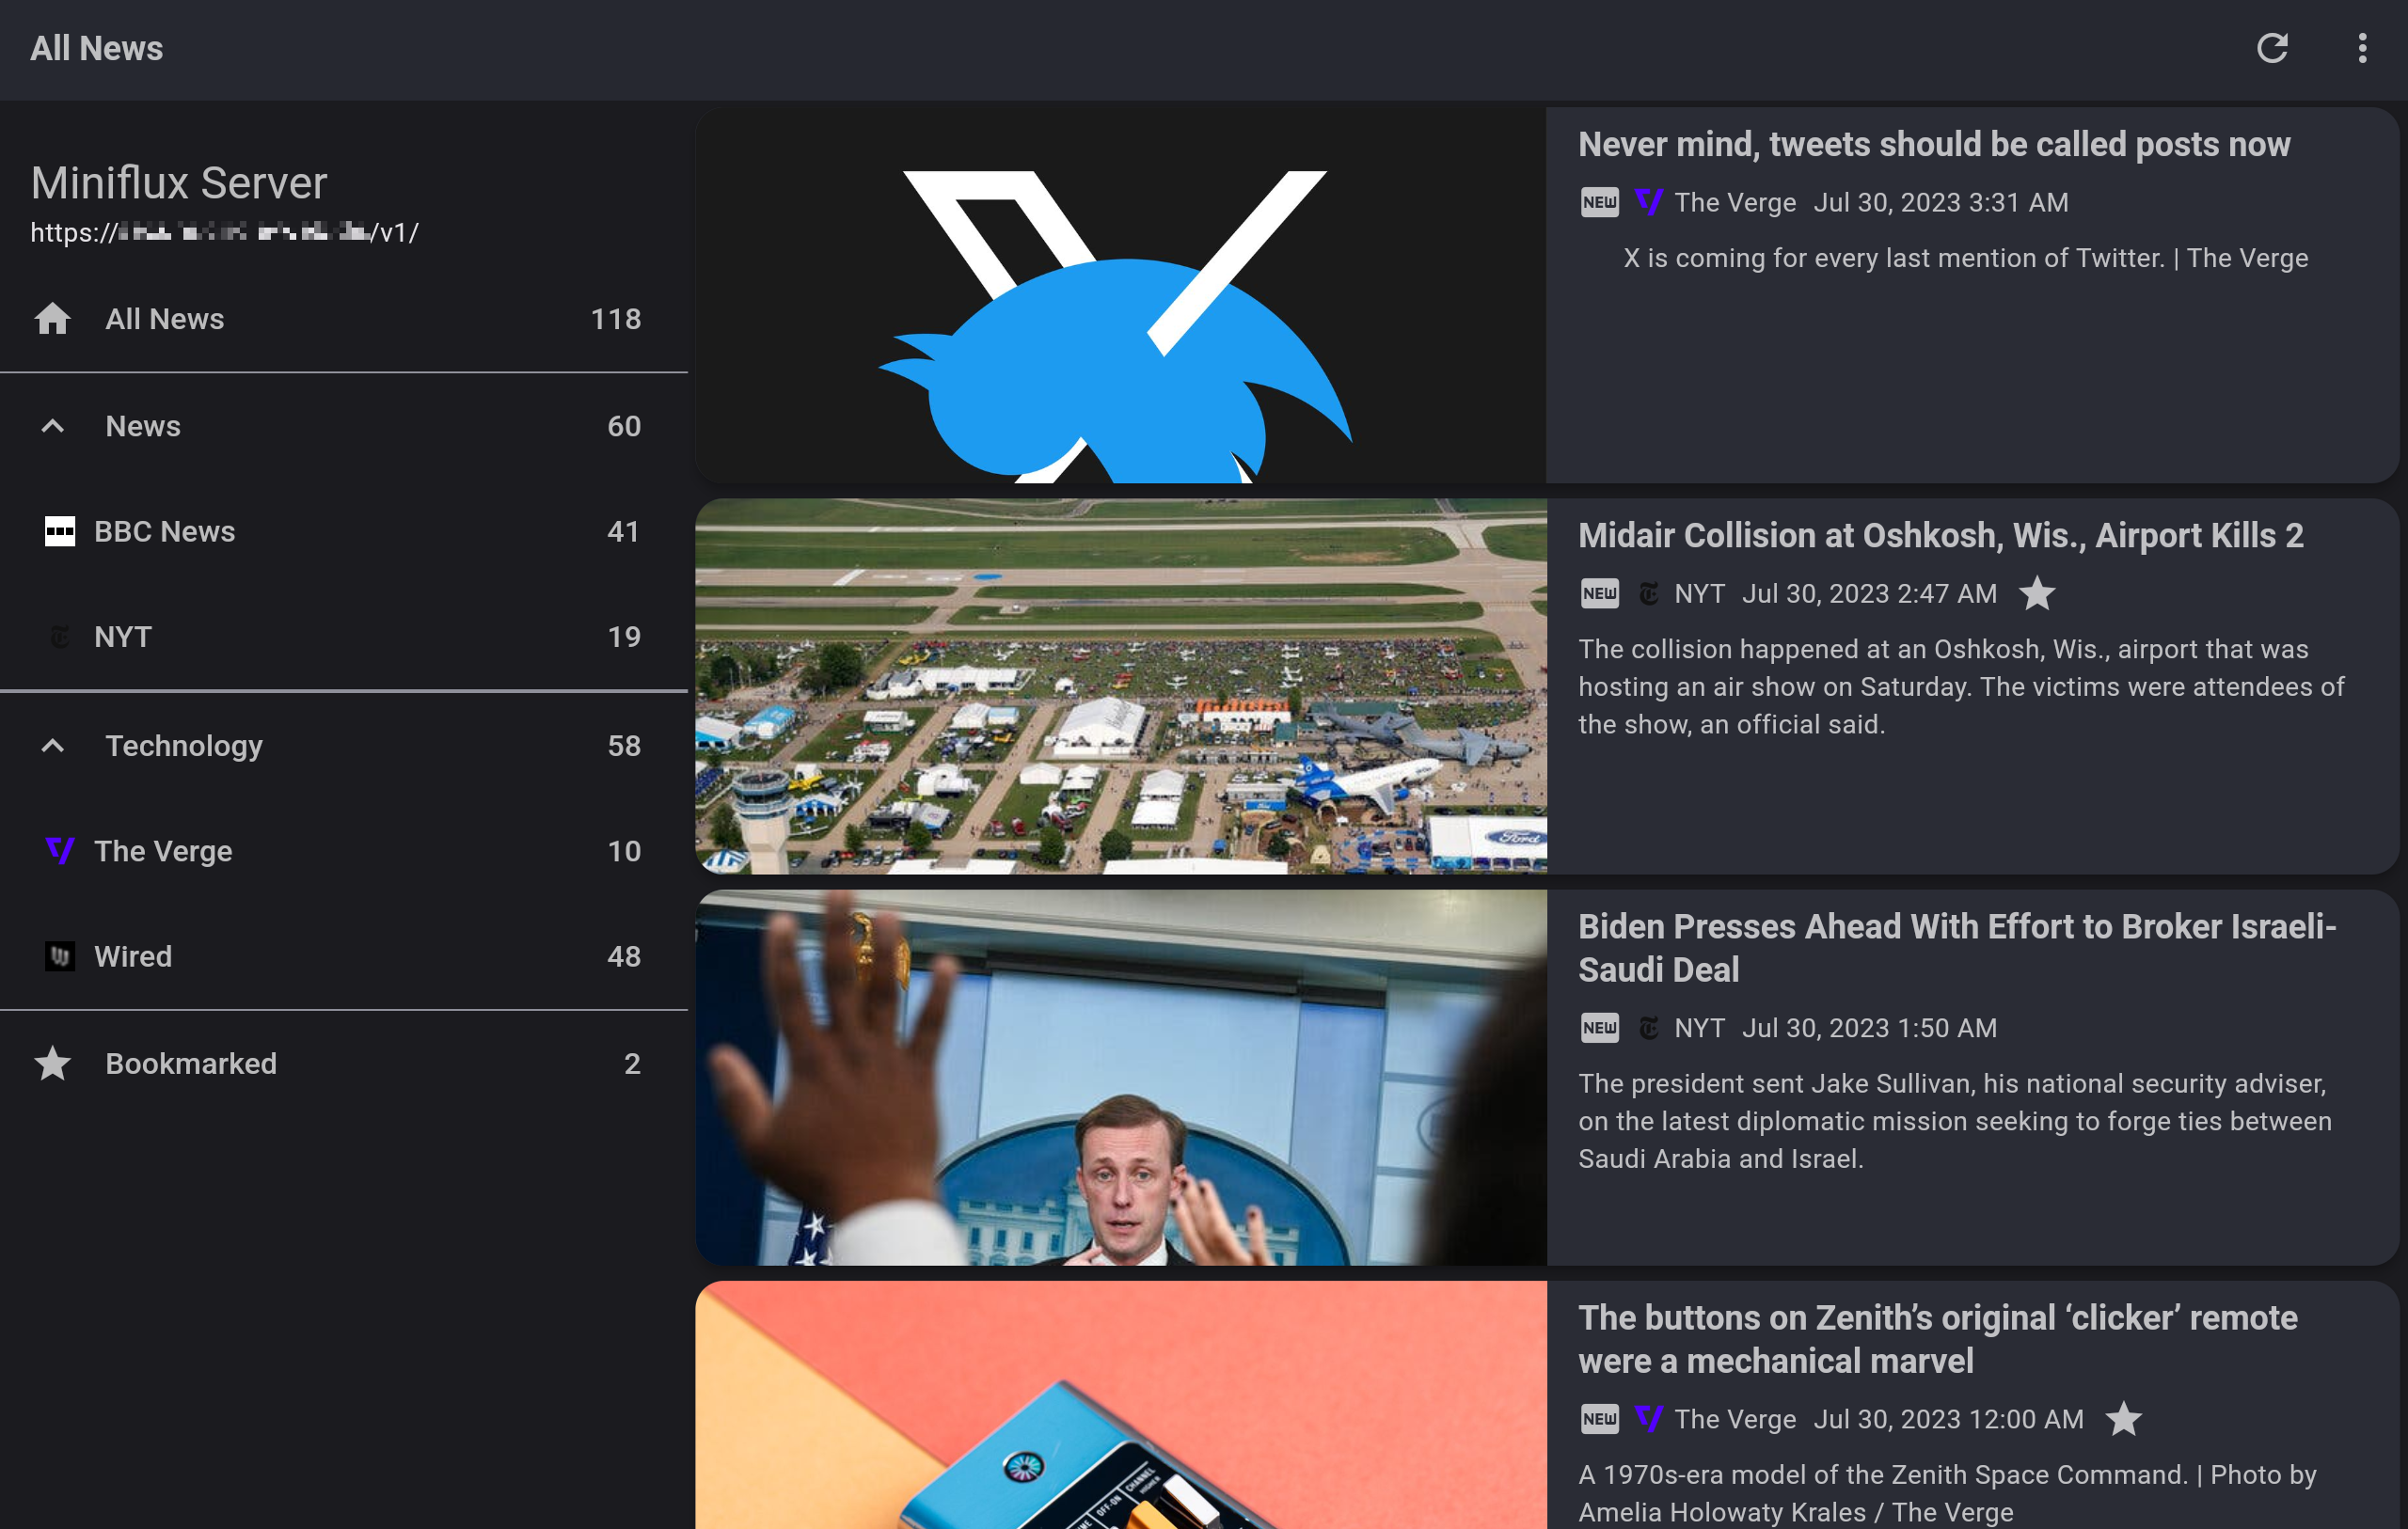 All News
Miniflux Server
https:// /v1/
All News 118
News 60
BBC News 41
NYT 19
Technology 58
The Verge 10
Wired 48
Bookmarked 2
Never mind, tweets should be called posts now
NEW The Verge Jul 30, 2023 3:31 AM
X is coming for every last mention of Twitter. | The Verge
Midair Collision at Oshkosh, Wis., Airport Kills 2
NEW NYT Jul 30, 2023 2:47 AM
The collision happened at an Oshkosh, Wis., airport that was
hosting an air show on Saturday. The victims were attendees of
the show, an official said.
Ford
Biden Presses Ahead With Effort to Broker Israeli-
Saudi Deal
NEW NYT Jul 30, 2023 1:50 AM
The president sent Jake Sullivan, his national security adviser,
on the latest diplomatic mission seeking to forge ties between
Saudi Arabia and Israel.
The buttons on Zenith’s original ‘clicker’ remote
were a mechanical marvel
NEW The Verge Jul 30, 2023 12:00 AM
A 1970s-era model of the Zenith Space Command. | Photo by
Amelia Holowaty Krales / The Verge
CHANNEL
HIGHER
OFF-ON